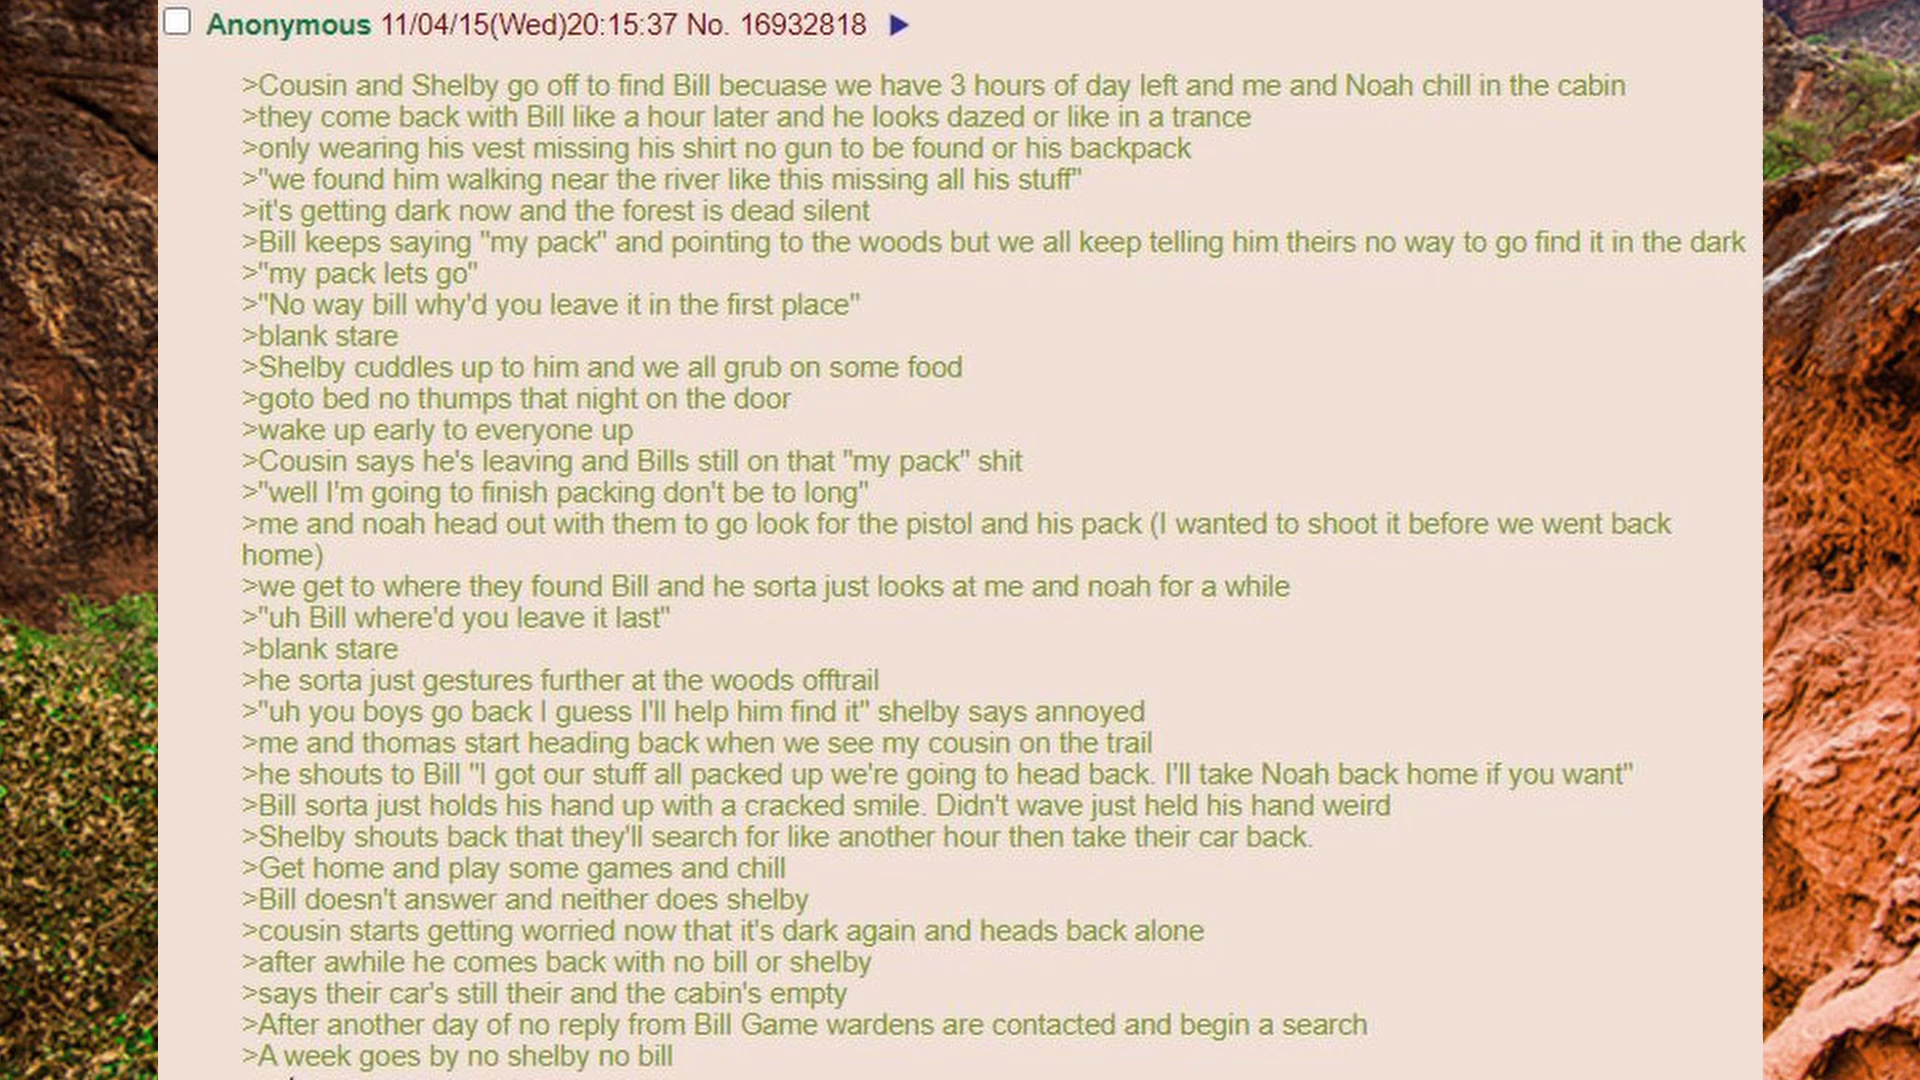 Anonymous 11/04/15(Wed)20:15:37 No. 16932818
>Cousin and Shelby go off to find Bill becuase we have 3 hours of day left and me and Noah chill in the cabin
>they come back with Bill like a hour later and he looks dazed or like in a trance
>only wearing his vest missing his shirt no gun to be found or his backpack
>"we found him walking near the river like this missing all his stuff"
>it's getting dark now and the forest is dead silent
>Bill keeps saying "my pack" and pointing to the woods but we all keep telling him theirs no way to go find it in the dark
>"my pack lets go"
>"No way bill why'd you leave it in the first place"
>blank stare
>Shelby cuddles up to him and we all grub on some food
>goto bed no thumps that night on the door
>wake up early to everyone up
>Cousin says he's leaving and Bills still on that "my pack" shit
>"well I'm going to finish packing don't be to long"
>me and noah head out with them to go look for the pistol and his pack (I wanted to shoot it before we went back
home)
>we get to where they found Bill and he sorta just looks at me and noah for a while
>"uh Bill where'd you leave it last"
>blank stare
>he sorta just gestures further at the woods offtrail
>"uh you boys go back I guess I'll help him find it" shelby says annoyed
>me and thomas start heading back when we see my cousin on the trail
>he shouts to Bill "I got our stuff all packed up we're going to head back. I'll take Noah back home if you want"
>Bill sorta just holds his hand up with a cracked smile. Didn't wave just held his hand weird
>Shelby shouts back that they'll search for like another hour then take their car back.
>Get home and play some games and chill
>Bill doesn't answer and neither does shelby
>cousin starts getting worried now that it's dark again and heads back alone
>after awhile he comes back with no bill or shelby
>says their car's still their and the cabin's empty
>After another day of no reply from Bill Game wardens are contacted and begin a search
>A week goes by no shelby no bill